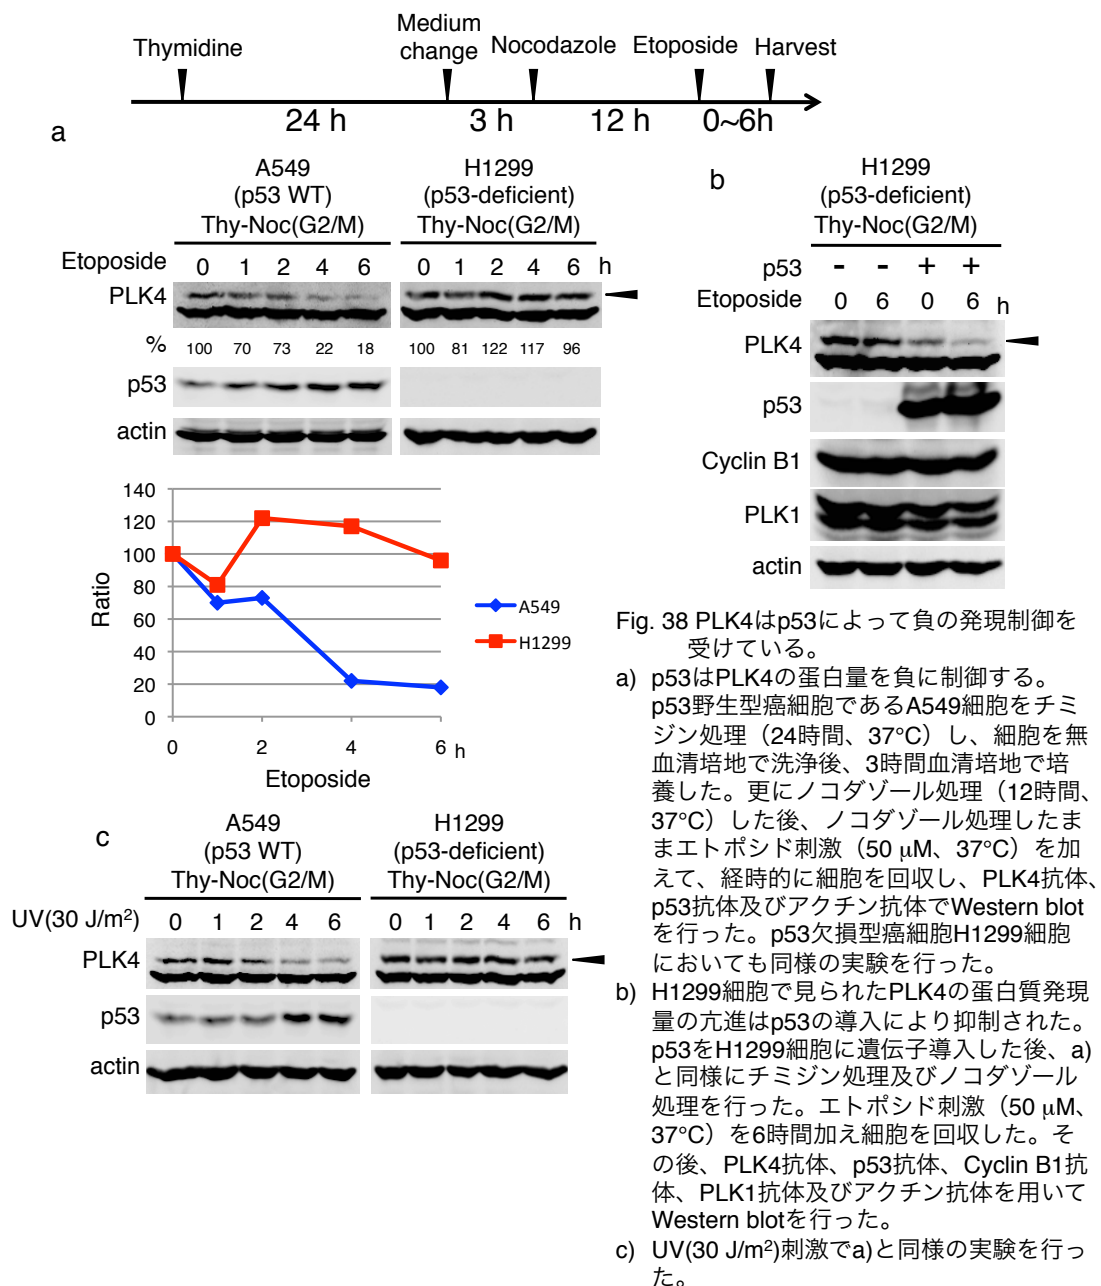 Thymidine
Medium
change
Nocodazole
Etoposide
Harvest
24 h
3 h
12 h
0~6h
a
A549
(p53 WT)
Thy-Noc(G2/M)
H1299
(p53-deficient)
Thy-Noc(G2/M)
Etoposide 0 1 2 4 6 0 1 2 4 6 h
PLK4
% 100 70 73 22 18 100 81 122 117 96
p53
actin
140
120
100
80
60
40
20
0
Ratio
0 2 4 6 h
Etoposide
A549
H1299
b
H1299
(p53-deficient)
Thy-Noc(G2/M)
p53 - - + +
Etoposide 0 6 0 6 h
PLK4
p53
Cyclin B1
PLK1
actin
c
A549
(p53 WT)
Thy-Noc(G2/M)
H1299
(p53-deficient)
Thy-Noc(G2/M)
UV(30 J/m²) 0 1 2 4 6 0 1 2 4 6 h
PLK4
p53
actin
Fig. 38 PLK4はp53によって負の発現制御を
受けている。
a) p53はPLK4の蛋白量を負に制御する。
p53野生型癌細胞であるA549細胞をチミ
ジン処理（24時間、37°C）し、細胞を無
血清培地で洗浄後、3時間血清培地で培
養した。更にノコダゾール処理（12時間、
37°C）した後、ノコダゾール処理したま
まエトポシド刺激（50 μM、37°C）を加
えて、経時的に細胞を回収し、PLK4抗体、
p53抗体及びアクチン抗体でWestern blot
を行った。p53欠損型癌細胞H1299細胞
においても同様の実験を行った。
b) H1299細胞で見られたPLK4の蛋白質発現
量の亢進はp53の導入により抑制された。
p53をH1299細胞に遺伝子導入した後、a)
と同様にチミジン処理及びノコダゾール
処理を行った。エトポシド刺激（50 μM、
37°C）を6時間加え細胞を回収した。そ
の後、PLK4抗体、p53抗体、Cyclin B1抗
体、PLK1抗体及びアクチン抗体を用いて
Western blotを行った。
c) UV(30 J/m²)刺激でa)と同様の実験を行っ
た。